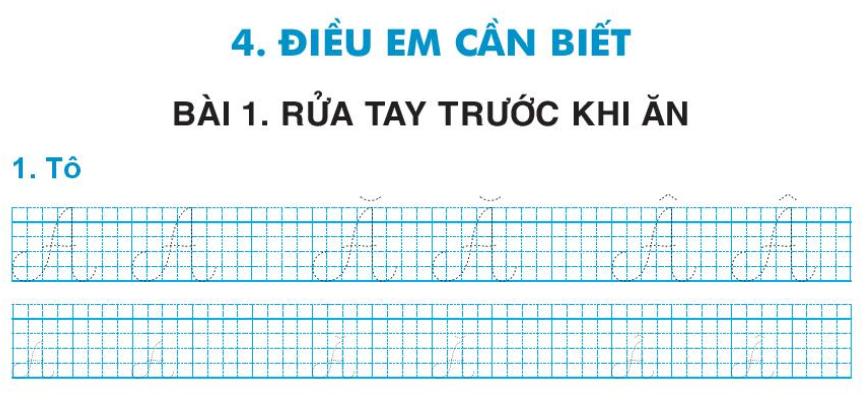 4. ĐIỀU EM CẦN BIẾT
BÀI 1. RỬA TAY TRƯỚC KHI ĂN
1. Tô
A A Ă Ă Â Â
A A Ă Ă Â Â